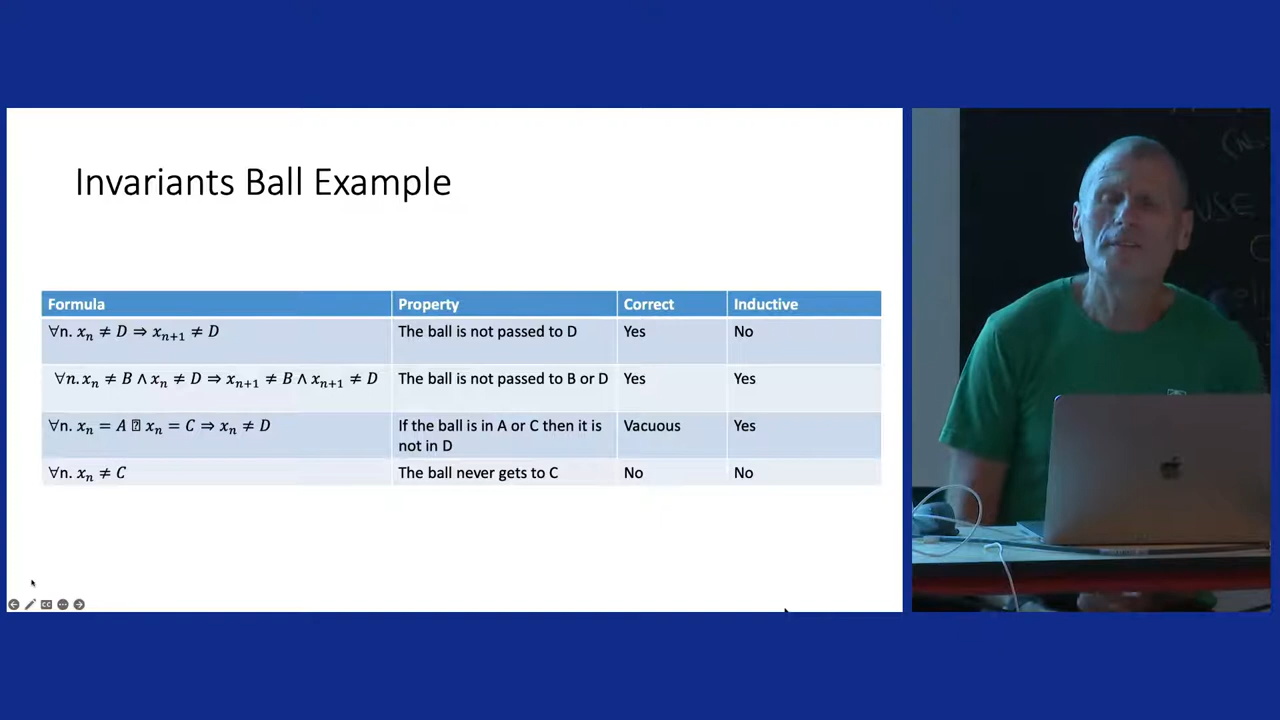 Invariants Ball Example
Formula Property Correct Inductive
∀n. xₙ ≠ D ⇒ xₙ₊₁ ≠ D The ball is not passed to D Yes No
∀n. xₙ ≠ B ∧ xₙ ≠ D ⇒ xₙ₊₁ ≠ B ∧ xₙ₊₁ ≠ D The ball is not passed to B or D Yes Yes
∀n. xₙ = A ⍰ xₙ = C ⇒ xₙ ≠ D If the ball is in A or C then it is Vacuous Yes
not in D
∀n. xₙ ≠ C The ball never gets to C No No
USE